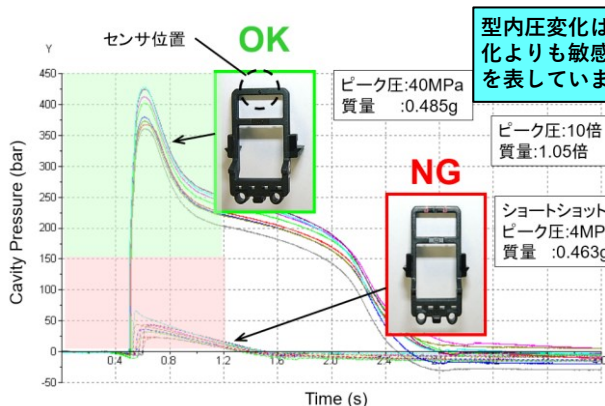 センサ位置
OK
型内圧変化は
化よりも敏感
を表していま
ピーク圧:40MPa
質量 :0.485g
ピーク圧:10倍
質量:1.05倍
NG
ショートショット
ピーク圧:4MP
質量 :0.463g
Y
450
400
350
300
250
200
150
100
50
0
-50
Cavity Pressure (bar)
0.4
0.8
1.2
1.6
2.0
2.4
Time (s)